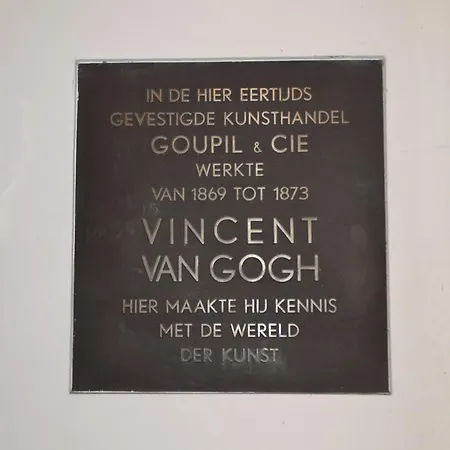 IN DE HIER EERTIJDS
GEVESTIGDE KUNSTHANDEL
GOUPIL & CIE
WERKTE
VAN 1869 TOT 1873
VINCENT
VAN GOGH
HIER MAAKTE HIJ KENNIS
MET DE WERELD
DER KUNST